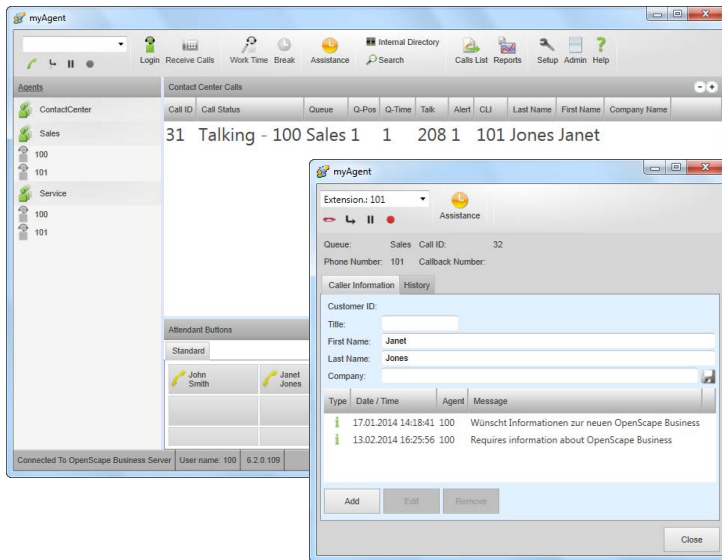 myAgent
Login Receive Calls Work Time Break Assistance Internal Directory Search Calls List Reports Setup Admin Help
Agents
ContactCenter
Sales
100
101
Service
100
101
Contact Center Calls
Call ID Call Status Queue Q-Pos Q-Time Talk Alert CLI Last Name First Name Company Name
31 Talking - 100 Sales 1 1 208 1 101 Jones Janet
Attendant Buttons
Standard
John Smith
Janet Jones
Connected To OpenScape Business Server User name: 100 6.2.0.109
myAgent
Extension.: 101
Assistance
Queue: Sales Call ID: 32
Phone Number: 101 Callback Number:
Caller Information History
Customer ID:
Title:
First Name: Janet
Last Name: Jones
Company:
Type Date / Time Agent Message
17.01.2014 14:18:41 100 Wünscht Informationen zur neuen OpenScape Business
13.02.2014 16:25:56 100 Requires information about OpenScape Business
Add Edit Remove
Close